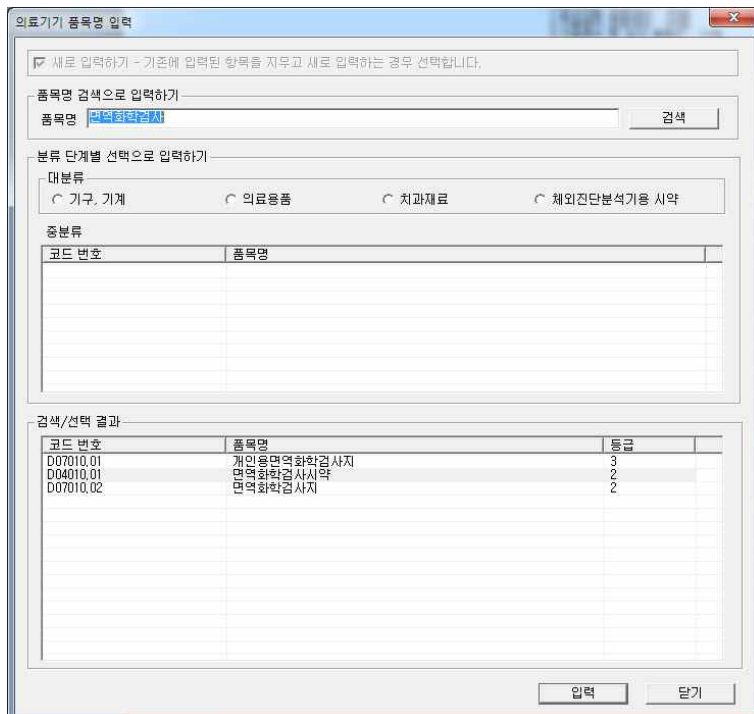 의료기기 품목명 입력
새로 입력하기 - 기존에 입력된 항목을 지우고 새로 입력하는 경우 선택합니다.
품목명 검색으로 입력하기
품목명 면역화학검사 검색
분류 단계별 선택으로 입력하기
대분류
기구, 기계 의료용품 치과재료 체외진단분석기용 시약
중분류
코드 번호 품목명
검색/선택 결과
코드 번호 품목명 등급
D07010,01 개인용면역화학검사지 3
D04010,01 면역화학검사시약 2
D07010,02 면역화학검사지 2
입력 닫기